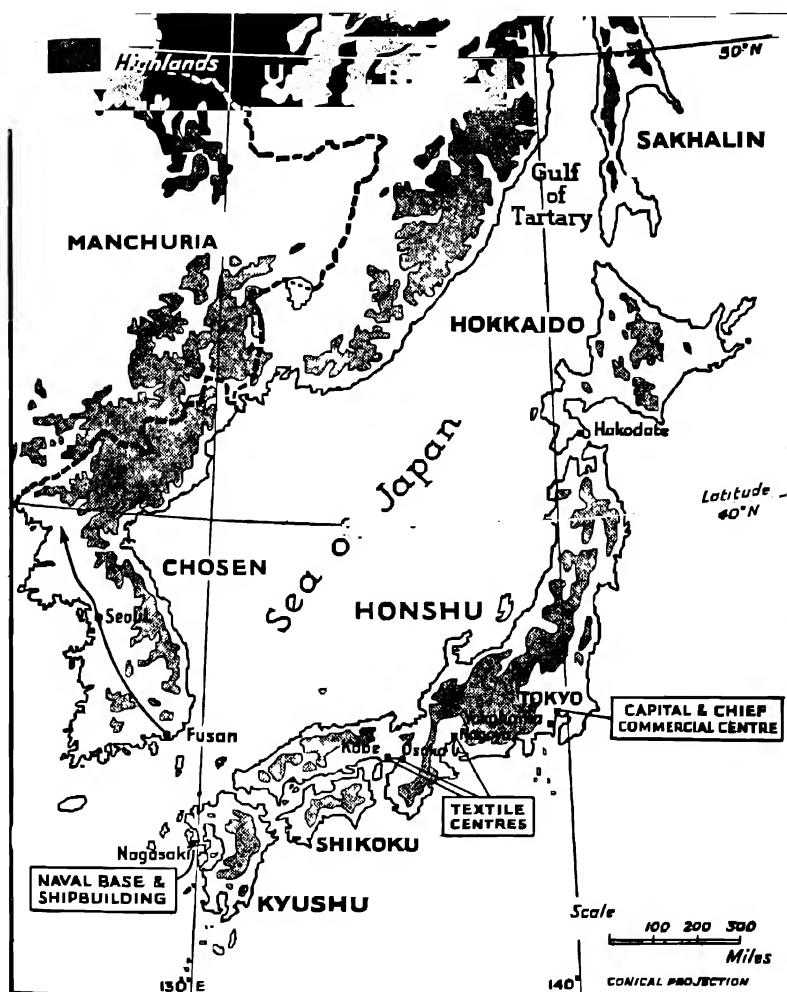 Highlands
U
R.
50°N
SAKHALIN
Gulf
of
Tartary
MANCHURIA
HOKKAIDO
Hakodate
Latitude
40°N
Sea o Japan
CHOSEN
Seoul
HONSHU
Fusan
TOKYO
CAPITAL & CHIEF
COMMERCIAL CENTRE
Yokohama
Nagoya
Kobe
Osaka
TEXTILE
CENTRES
SHIKOKU
Nagasaki
NAVAL BASE &
SHIPBUILDING
KYUSHU
Scale
100 200 300
Miles
130°E
140°
CONICAL PROJECTION